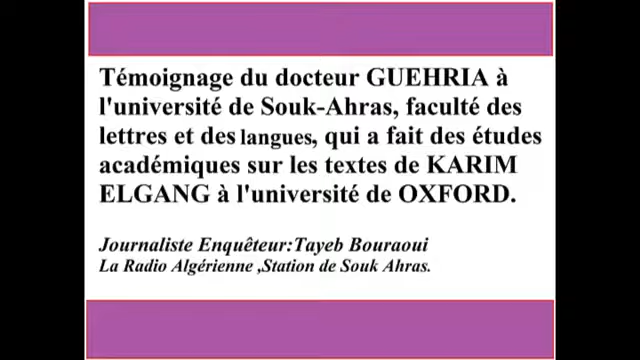 Témoignage du docteur GUEHRIA à
l'université de Souk-Ahras, faculté des
lettres et des langues, qui a fait des études
académiques sur les textes de KARIM
ELGANG à l'université de OXFORD.
Journaliste Enquêteur:Tayeb Bouraoui
La Radio Algérienne ,Station de Souk Ahras.